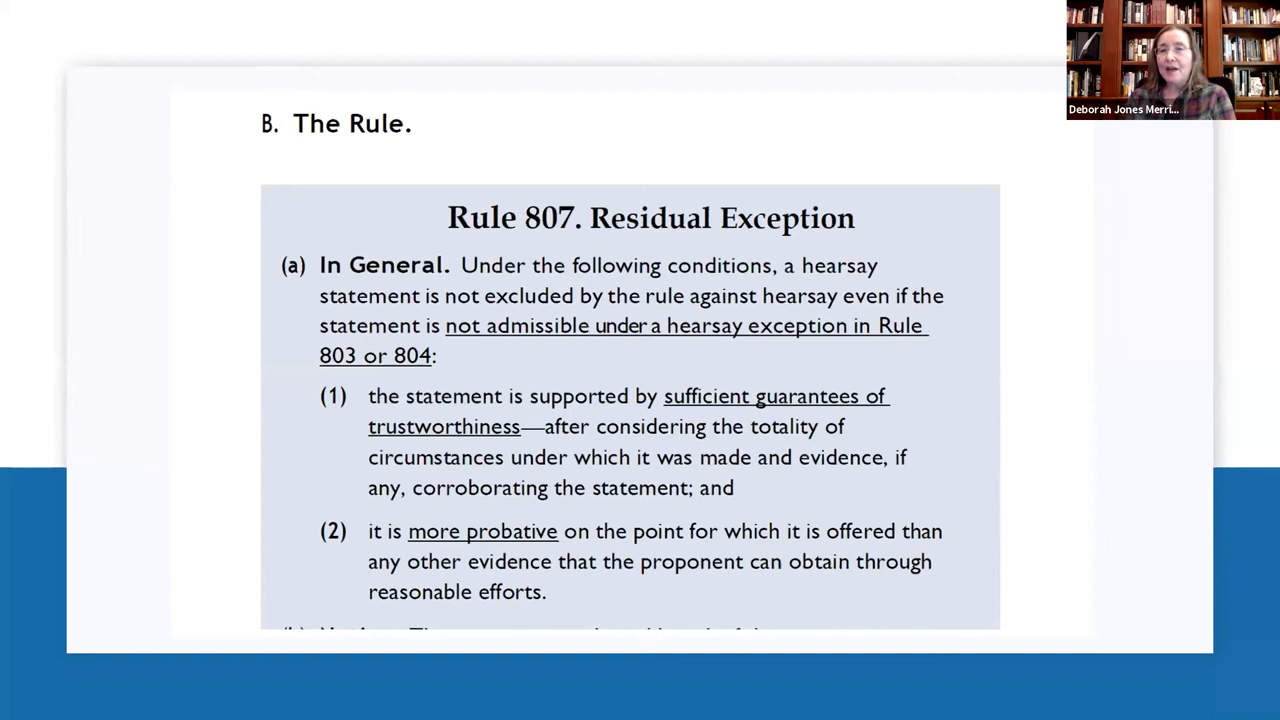 Deborah Jones Merri...
B. The Rule.
Rule 807. Residual Exception
(a) In General. Under the following conditions, a hearsay
statement is not excluded by the rule against hearsay even if the
statement is not admissible under a hearsay exception in Rule
803 or 804:
(1) the statement is supported by sufficient guarantees of
trustworthiness—after considering the totality of
circumstances under which it was made and evidence, if
any, corroborating the statement; and
(2) it is more probative on the point for which it is offered than
any other evidence that the proponent can obtain through
reasonable efforts.